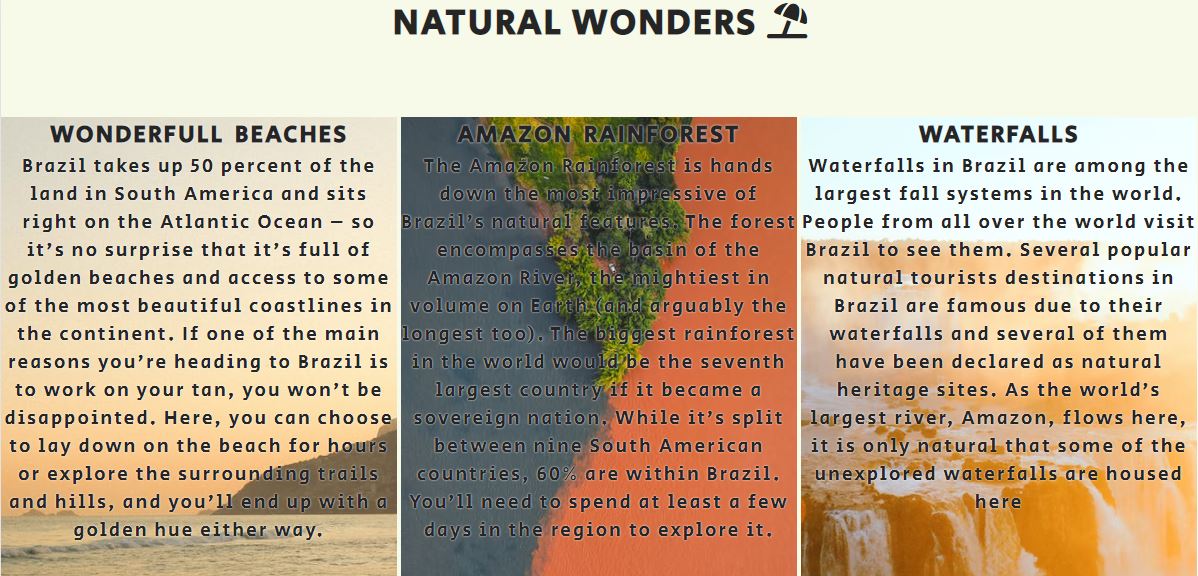 NATURAL WONDERS
WONDERFULL BEACHES
Brazil takes up 50 percent of the
land in South America and sits
right on the Atlantic Ocean – so
it's no surprise that it's full of
golden beaches and access to some
of the most beautiful coastlines in
the continent. If one of the main
reasons you're heading to Brazil is
to work on your tan, you won't be
disappointed. Here, you can choose
to lay down on the beach for hours
or explore the surrounding trails
and hills, and you'll end up with a
golden hue either way.
AMAZON RAINFOREST
The Amazon Rainforest is hands
down the most impressive of
Brazil's natural features. The forest
encompasses the basin of the
Amazon River, the mightiest in
volume on Earth (and arguably the
longest too). The biggest rainforest
in the world would be the seventh
largest country if it became a
sovereign nation. While it's split
between nine South American
countries, 60% are within Brazil.
You'll need to spend at least a few
days in the region to explore it.
WATERFALLS
Waterfalls in Brazil are among the
largest fall systems in the world.
People from all over the world visit
Brazil to see them. Several popular
natural tourists destinations in
Brazil are famous due to their
waterfalls and several of them
have been declared as natural
heritage sites. As the world's
largest river, Amazon, flows here,
it is only natural that some of the
unexplored waterfalls are housed
here